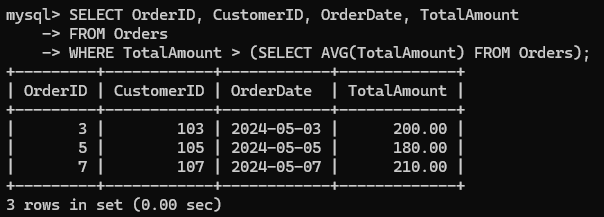 mysql> SELECT OrderID, CustomerID, OrderDate, TotalAmount
    -> FROM Orders
    -> WHERE TotalAmount > (SELECT AVG(TotalAmount) FROM Orders);
+---------+------------+------------+-------------+
| OrderID | CustomerID | OrderDate  | TotalAmount |
+---------+------------+------------+-------------+
|       3 |        103 | 2024-05-03 |      200.00 |
|       5 |        105 | 2024-05-05 |      180.00 |
|       7 |        107 | 2024-05-07 |      210.00 |
+---------+------------+------------+-------------+
3 rows in set (0.00 sec)